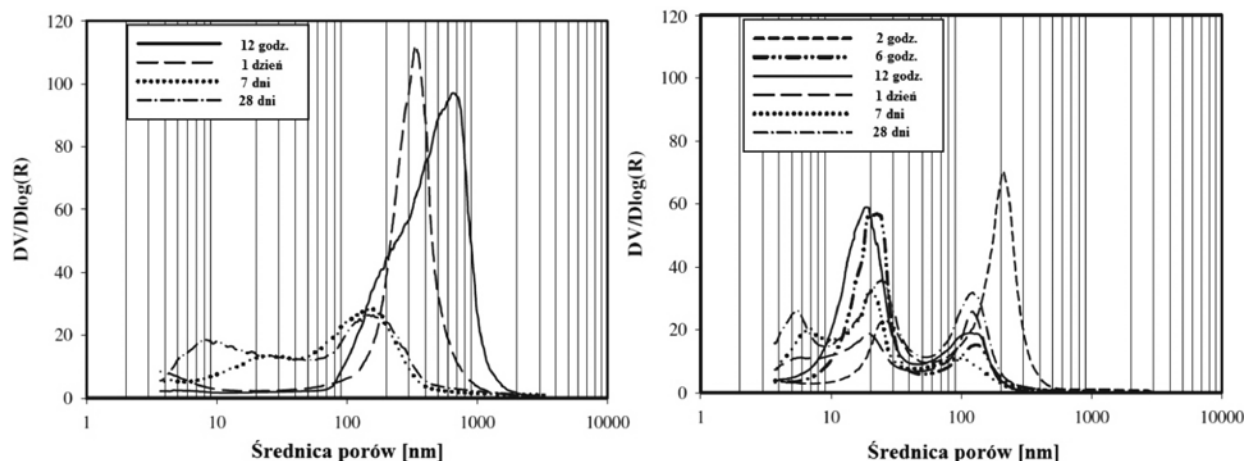 120
100
80
60
40
20
0
DV/Dlog(R)
12 godz.
1 dzień
7 dni
28 dni
1
10
100
1000
10000
Średnica porów [nm]
120
100
80
60
40
20
0
DV/Dlog(R)
2 godz.
6 godz.
12 godz.
1 dzień
7 dni
28 dni
1
10
100
1000
10000
Średnica porów [nm]